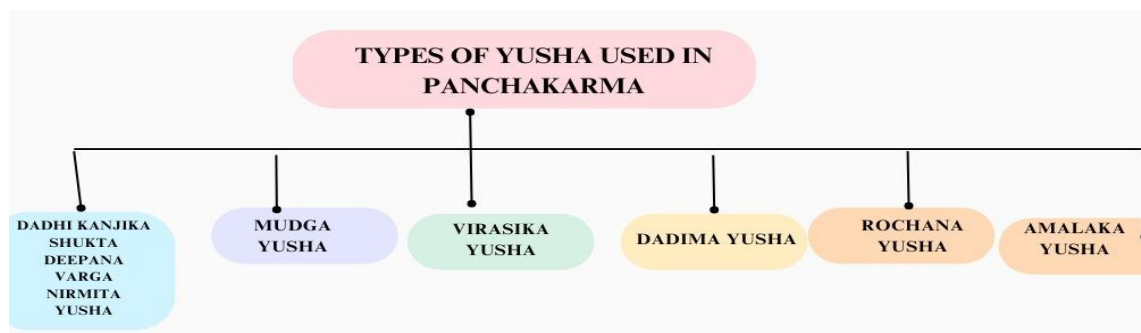 TYPES OF YUSHA USED IN
PANCHAKARMA
DADHI KANJIKA
SHUKTA
DEEPANA
VARGA
NIRMITA
YUSHA
MUDGA
YUSHA
VIRASIKA
YUSHA
DADIMA YUSHA
ROCHANA
YUSHA
AMALAKA
YUSHA